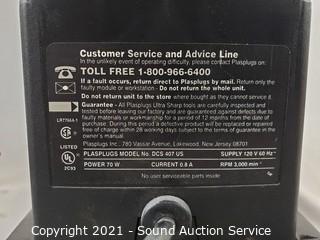 Customer Service and Advice Line
In the unlikely event of operating difficulty, please contact Plasplugs on:
TOLL FREE 1-800-966-6400
If a fault occurs, return direct to Plasplugs by mail. Return only the
faulty module or workstation - Do not return the whole unit.
Do not return unit to the store where bought as they cannot service it.
Guarantee - All Plasplugs Ultra Sharp tools are carefully inspected and
tested before leaving our factory and are guaranteed against defects due to
faulty materials or workmanship for a period of 12 months from the date of
purchase. During this period a defective product will be replaced or repaired
free of charge within 28 working days subject to the terms of the owner's
manual.
Plasplugs Inc., 780 Vassar Avenue, Lakewood, New Jersey, 08701
LISTED
2C93
PLASPLUGS MODEL No. DCS 407 US
SUPPLY 120 V 60 Hz
POWER 70 W
CURRENT 0.8 A
RPM 3,000 min
No user serviceable parts inside
Copyright 2021 - Sound Auction Service